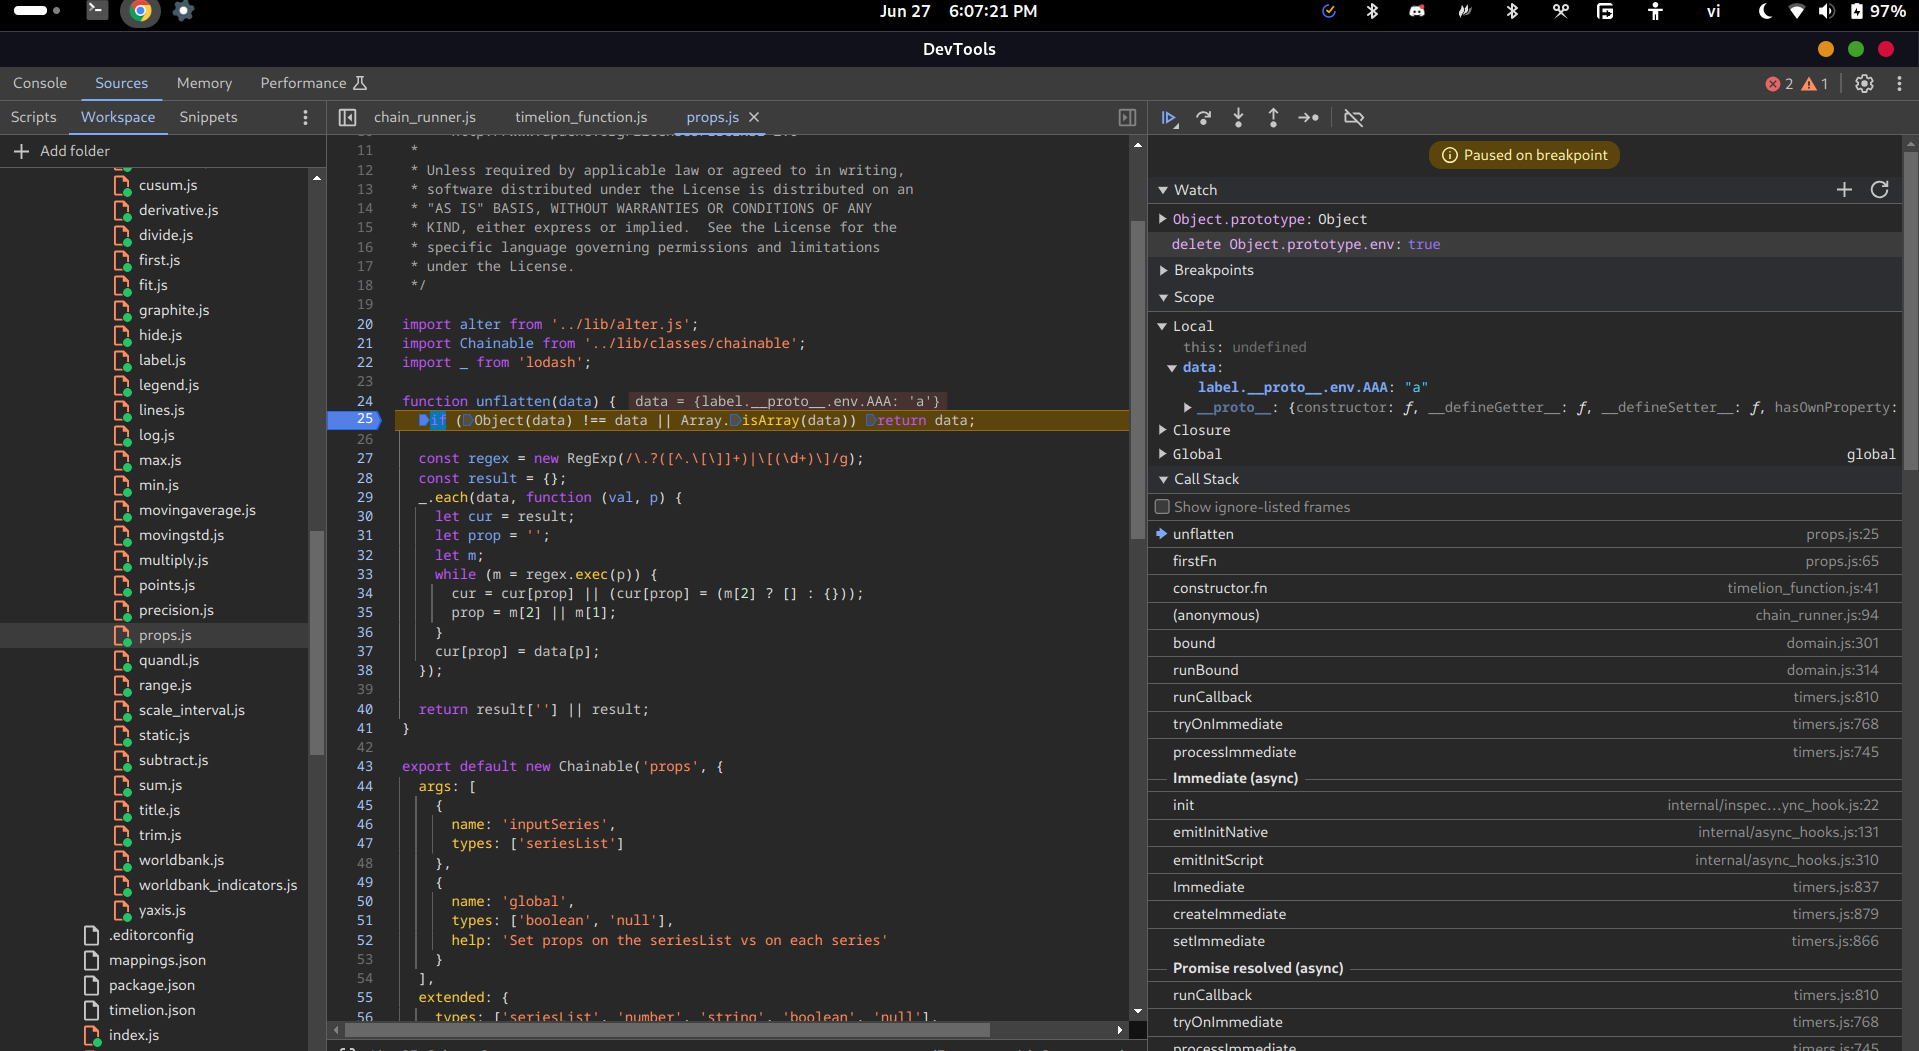 Jun 27 6:07:21 PM
vi
97%
DevTools
Console Sources Memory Performance
2 1
Scripts Workspace Snippets
Add folder
cusum.js
derivative.js
divide.js
first.js
fit.js
graphite.js
hide.js
label.js
legend.js
lines.js
log.js
max.js
min.js
movingaverage.js
movingstd.js
multiply.js
points.js
precision.js
props.js
quandl.js
range.js
scale_interval.js
static.js
subtract.js
sum.js
title.js
trim.js
worldbank.js
worldbank_indicators.js
yaxis.js
.editorconfig
mappings.json
package.json
timelion.json
index.js
chain_runner.js timelion_function.js props.js
11 *
12 * Unless required by applicable law or agreed to in writing,
13 * software distributed under the License is distributed on an
14 * "AS IS" BASIS, WITHOUT WARRANTIES OR CONDITIONS OF ANY
15 * KIND, either express or implied.  See the License for the
16 * specific language governing permissions and limitations
17 * under the License.
18 */
19
20 import alter from '../lib/alter.js';
21 import Chainable from '../lib/classes/chainable';
22 import _ from 'lodash';
23
24 function unflatten(data) { data = {label.__proto__.env.AAA: 'a'}
25 if (Object(data) !== data || Array.isArray(data)) return data;
26
27 const regex = new RegExp(/\.?([^.\[\]]+)|\[(\d+)\]/g);
28 const result = {};
29 _.each(data, function (val, p) {
30 let cur = result;
31 let prop = '';
32 let m;
33 while (m = regex.exec(p)) {
34 cur = cur[prop] || (cur[prop] = (m[2] ? [] : {}));
35 prop = m[2] || m[1];
36 }
37 cur[prop] = data[p];
38 });
39
40 return result[''] || result;
41 }
42
43 export default new Chainable('props', {
44 args: [
45 {
46 name: 'inputSeries',
47 types: ['seriesList']
48 },
49 {
50 name: 'global',
51 types: ['boolean', 'null'],
52 help: 'Set props on the seriesList vs on each series'
53 }
54 ],
55 extended: {
56 types: ['seriesList', 'number', 'string', 'boolean', 'null'],
Paused on breakpoint
Watch
Object.prototype: Object
delete Object.prototype.env: true
Breakpoints
Scope
Local
this: undefined
data:
label.__proto__.env.AAA: "a"
__proto__: {constructor: ƒ, __defineGetter__: ƒ, __defineSetter__: ƒ, hasOwnProperty:
Closure
Global global
Call Stack
Show ignore-listed frames
unflatten props.js:25
firstFn props.js:65
constructor.fn timelion_function.js:41
(anonymous) chain_runner.js:94
bound domain.js:301
runBound domain.js:314
runCallback timers.js:810
tryOnImmediate timers.js:768
processImmediate timers.js:745
Immediate (async)
init internal/inspec...ync_hook.js:22
emitInitNative internal/async_hooks.js:131
emitInitScript internal/async_hooks.js:310
Immediate timers.js:837
createImmediate timers.js:879
setImmediate timers.js:866
Promise resolved (async)
runCallback timers.js:810
tryOnImmediate timers.js:768
processImmediate timers.js:745